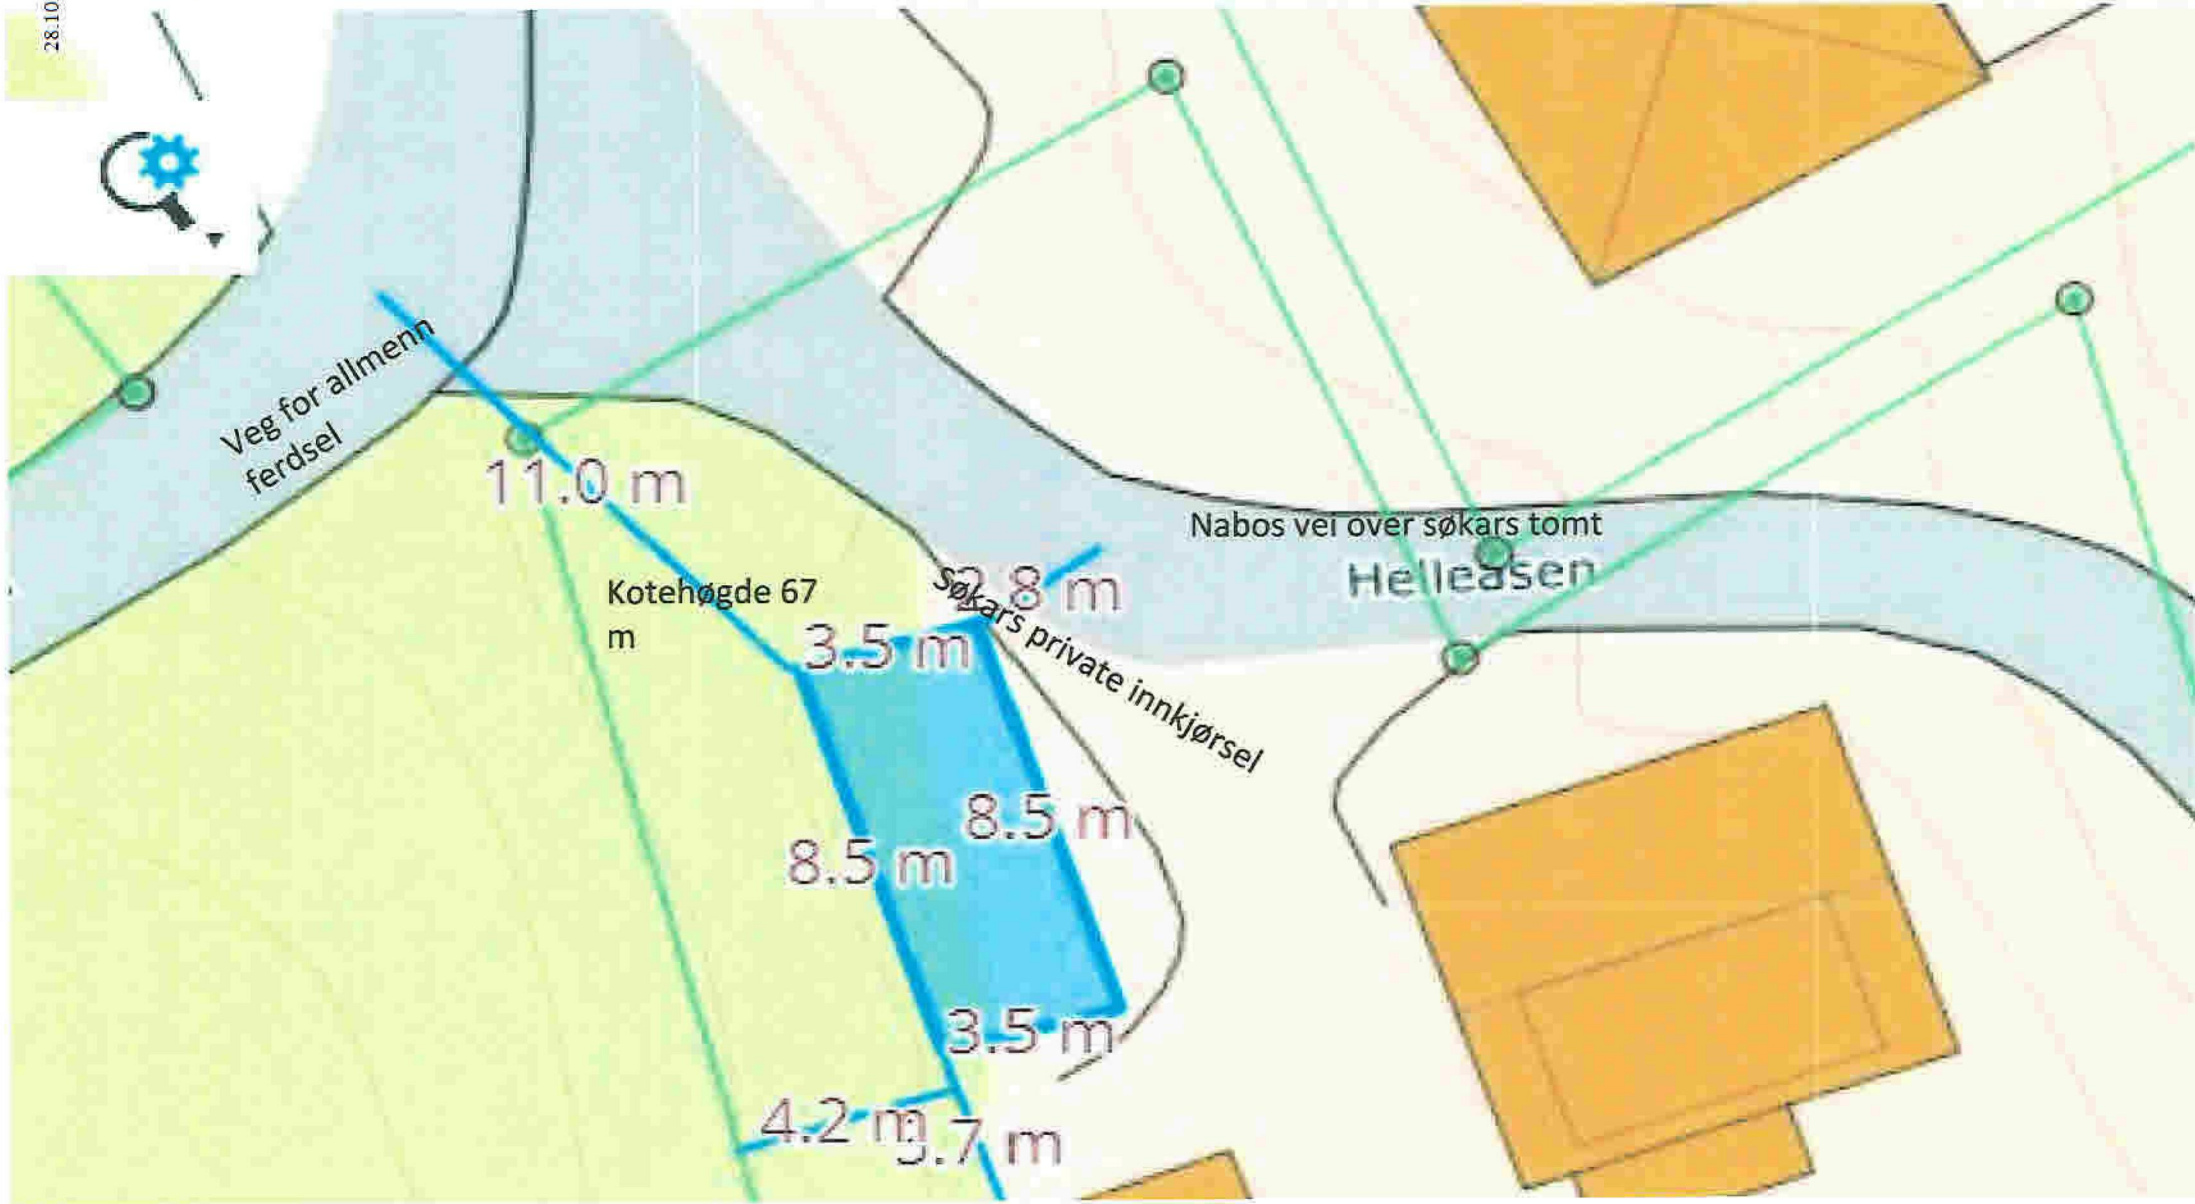 28.10
Veg for allmenn
ferdsel
11.0 m
Nabos vei over søkars tomt
Helleåsen
Kotehøgde 67
m
2.8 m
Søkars private innkjørsel
3.5 m
8.5 m
8.5 m
3.5 m
4.2 m